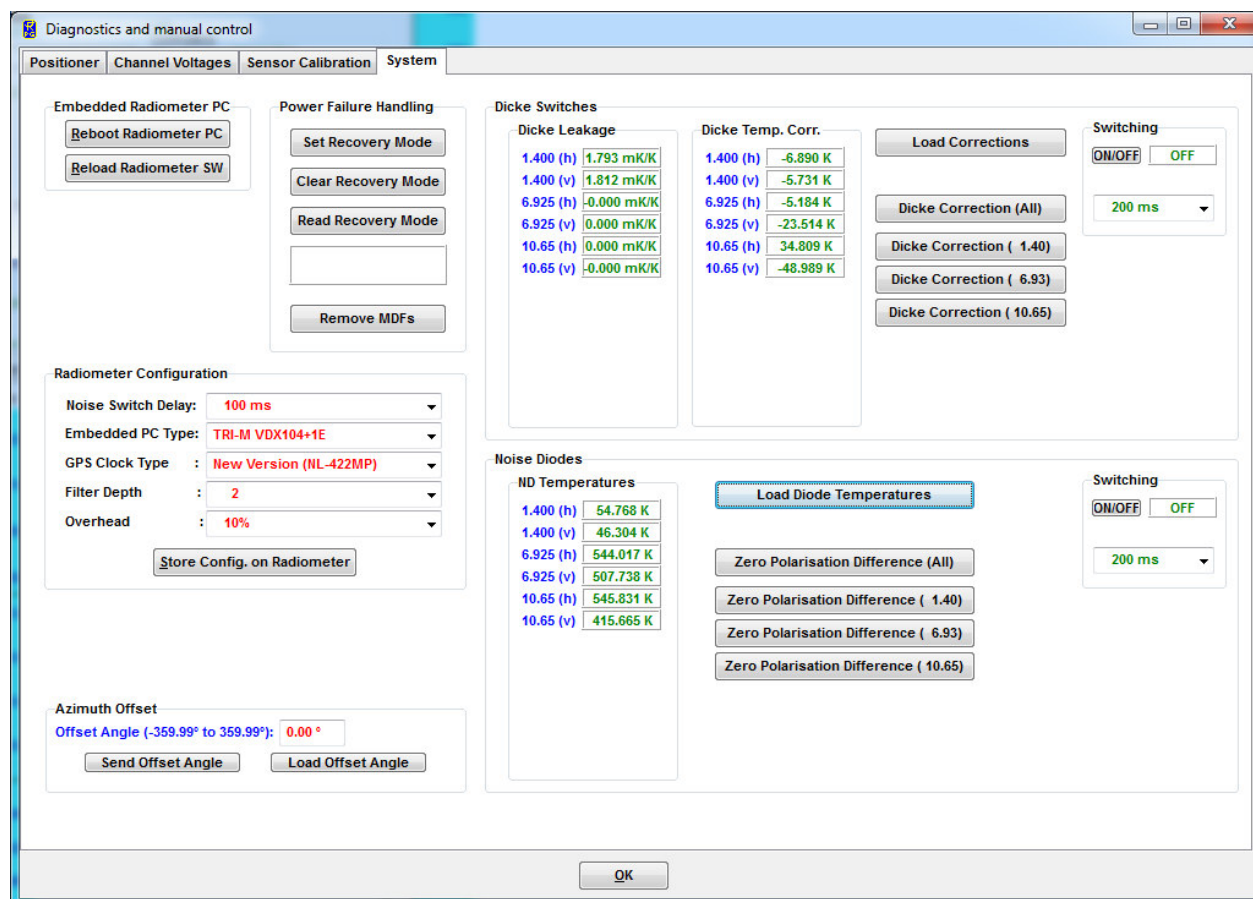 Diagnostics and manual control
Positioner Channel Voltages Sensor Calibration System
Embedded Radiometer PC
Reboot Radiometer PC
Reload Radiometer SW
Power Failure Handling
Set Recovery Mode
Clear Recovery Mode
Read Recovery Mode
Remove MDFs
Radiometer Configuration
Noise Switch Delay: 100 ms
Embedded PC Type: TRI-M VDX104+1E
GPS Clock Type : New Version (NL-422MP)
Filter Depth : 2
Overhead : 10%
Store Config. on Radiometer
Azimuth Offset
Offset Angle (-359.99° to 359.99°): 0.00 °
Send Offset Angle Load Offset Angle
Dicke Switches
Dicke Leakage
1.400 (h) 1.793 mK/K
1.400 (v) 1.812 mK/K
6.925 (h) -0.000 mK/K
6.925 (v) 0.000 mK/K
10.65 (h) 0.000 mK/K
10.65 (v) -0.000 mK/K
Dicke Temp. Corr.
1.400 (h) -6.890 K
1.400 (v) -5.731 K
6.925 (h) -5.184 K
6.925 (v) -23.514 K
10.65 (h) 34.809 K
10.65 (v) -48.989 K
Load Corrections
Dicke Correction (All)
Dicke Correction ( 1.40)
Dicke Correction ( 6.93)
Dicke Correction ( 10.65)
Switching
ON/OFF OFF
200 ms
Noise Diodes
ND Temperatures
1.400 (h) 54.768 K
1.400 (v) 46.304 K
6.925 (h) 544.017 K
6.925 (v) 507.738 K
10.65 (h) 545.831 K
10.65 (v) 415.665 K
Load Diode Temperatures
Zero Polarisation Difference (All)
Zero Polarisation Difference ( 1.40)
Zero Polarisation Difference ( 6.93)
Zero Polarisation Difference ( 10.65)
Switching
ON/OFF OFF
200 ms
OK